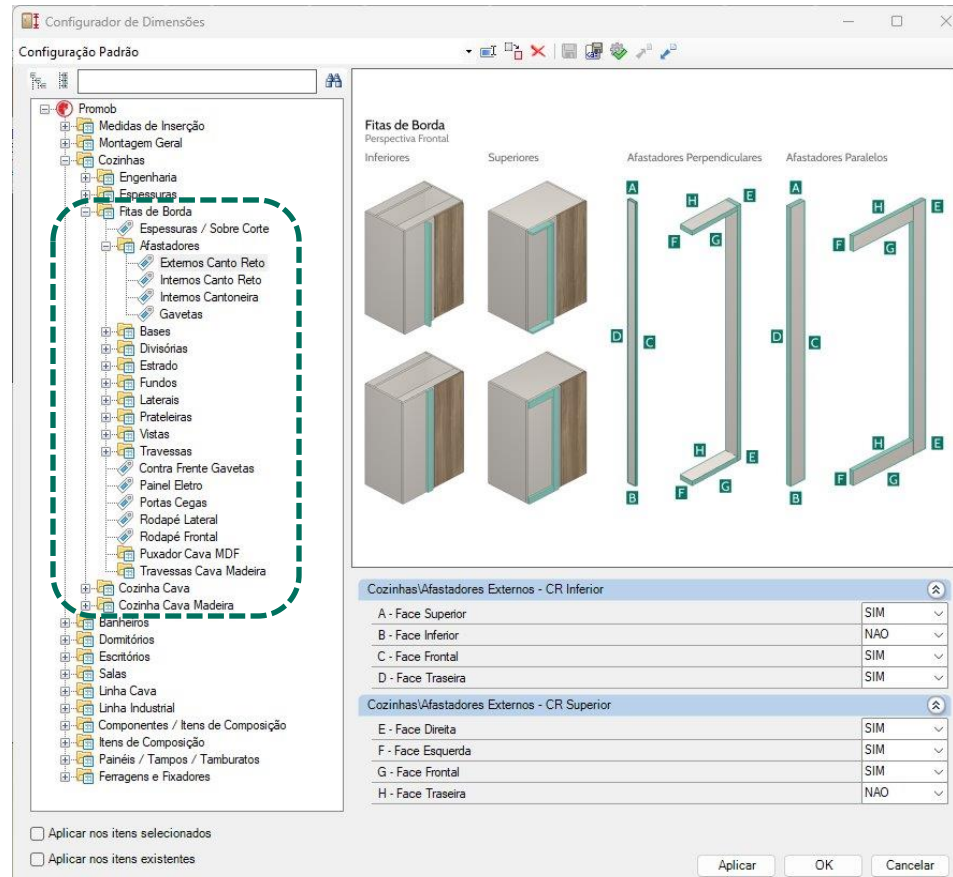 Configurador de Dimensões
Configuração Padrão
Promob
Medidas de Inserção
Montagem Geral
Cozinhas
Engenharia
Espessuras
Fitas de Borda
Espessuras / Sobre Corte
Afastadores
Externos Canto Reto
Internos Canto Reto
Internos Cantoneira
Gavetas
Bases
Divisórias
Estrado
Fundos
Laterais
Prateleiras
Vistas
Travessas
Contra Frente Gavetas
Painel Eletro
Portas Cegas
Rodapé Lateral
Rodapé Frontal
Puxador Cava MDF
Travessas Cava Madeira
Cozinha Cava
Cozinha Cava Madeira
Banheiros
Dormitórios
Escritórios
Salas
Linha Cava
Linha Industrial
Componentes / Itens de Composição
Itens de Composição
Painéis / Tampos / Tamburatos
Ferragens e Fixadores
Fitas de Borda
Perspectiva Frontal
Inferiores Superiores Afastadores Perpendiculares Afastadores Paralelos
A H E A H E
F G F G
D C D C
H E H E
F G F G
B B
Cozinhas\Afastadores Externos - CR Inferior
A - Face Superior SIM
B - Face Inferior NAO
C - Face Frontal SIM
D - Face Traseira SIM
Cozinhas\Afastadores Externos - CR Superior
E - Face Direita SIM
F - Face Esquerda SIM
G - Face Frontal SIM
H - Face Traseira NAO
Aplicar nos itens selecionados
Aplicar nos itens existentes
Aplicar OK Cancelar